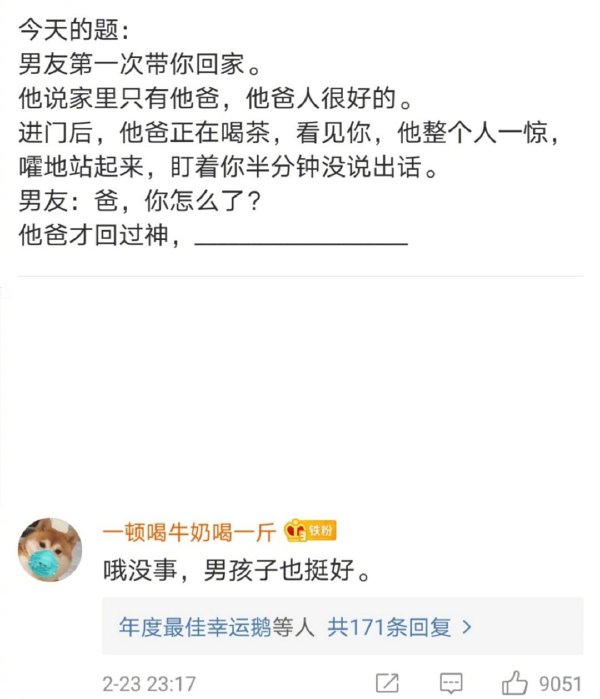 今天的题：
男友第一次带你回家。
他说家里只有他爸，他爸人很好的。
进门后，他爸正在喝茶，看见你，他整个人一惊，
嚯地站起来，盯着你半分钟没说出话。
男友：爸，你怎么了？
他爸才回过神，________________
一顿喝牛奶喝一斤 铁粉
哦没事，男孩子也挺好。
年度最佳幸运鹅等人 共171条回复 >
2-23 23:17 9051